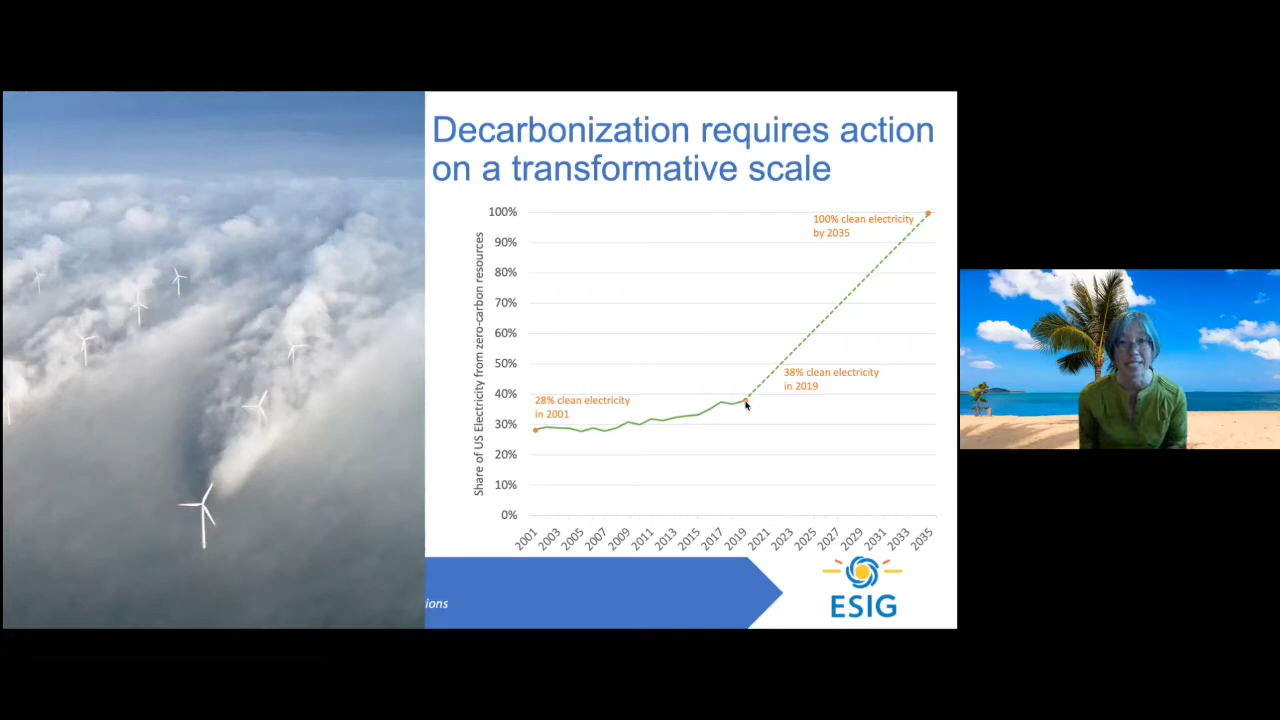 Decarbonization requires action
on a transformative scale
Share of US Electricity from zero-carbon resources
100%
90%
80%
70%
60%
50%
40%
30%
20%
10%
0%
100% clean electricity
by 2035
38% clean electricity
in 2019
28% clean electricity
in 2001
2001 2003 2005 2007 2009 2011 2013 2015 2017 2019 2021 2023 2025 2027 2029 2031 2033 2035
ions
ESIG